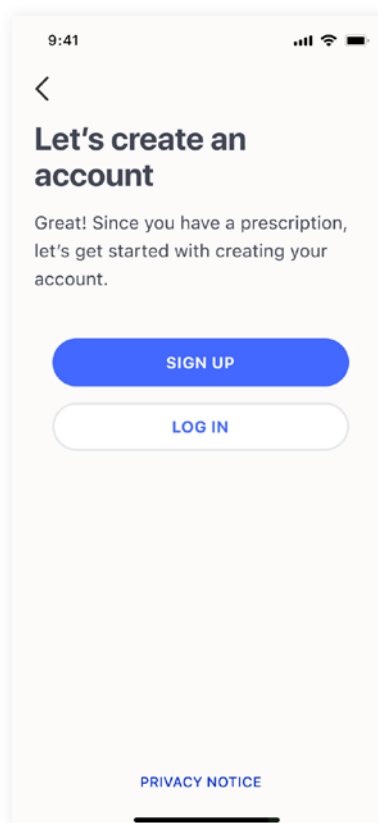 9:41
Let's create an
account
Great! Since you have a prescription,
let's get started with creating your
account.
SIGN UP
LOG IN
PRIVACY NOTICE